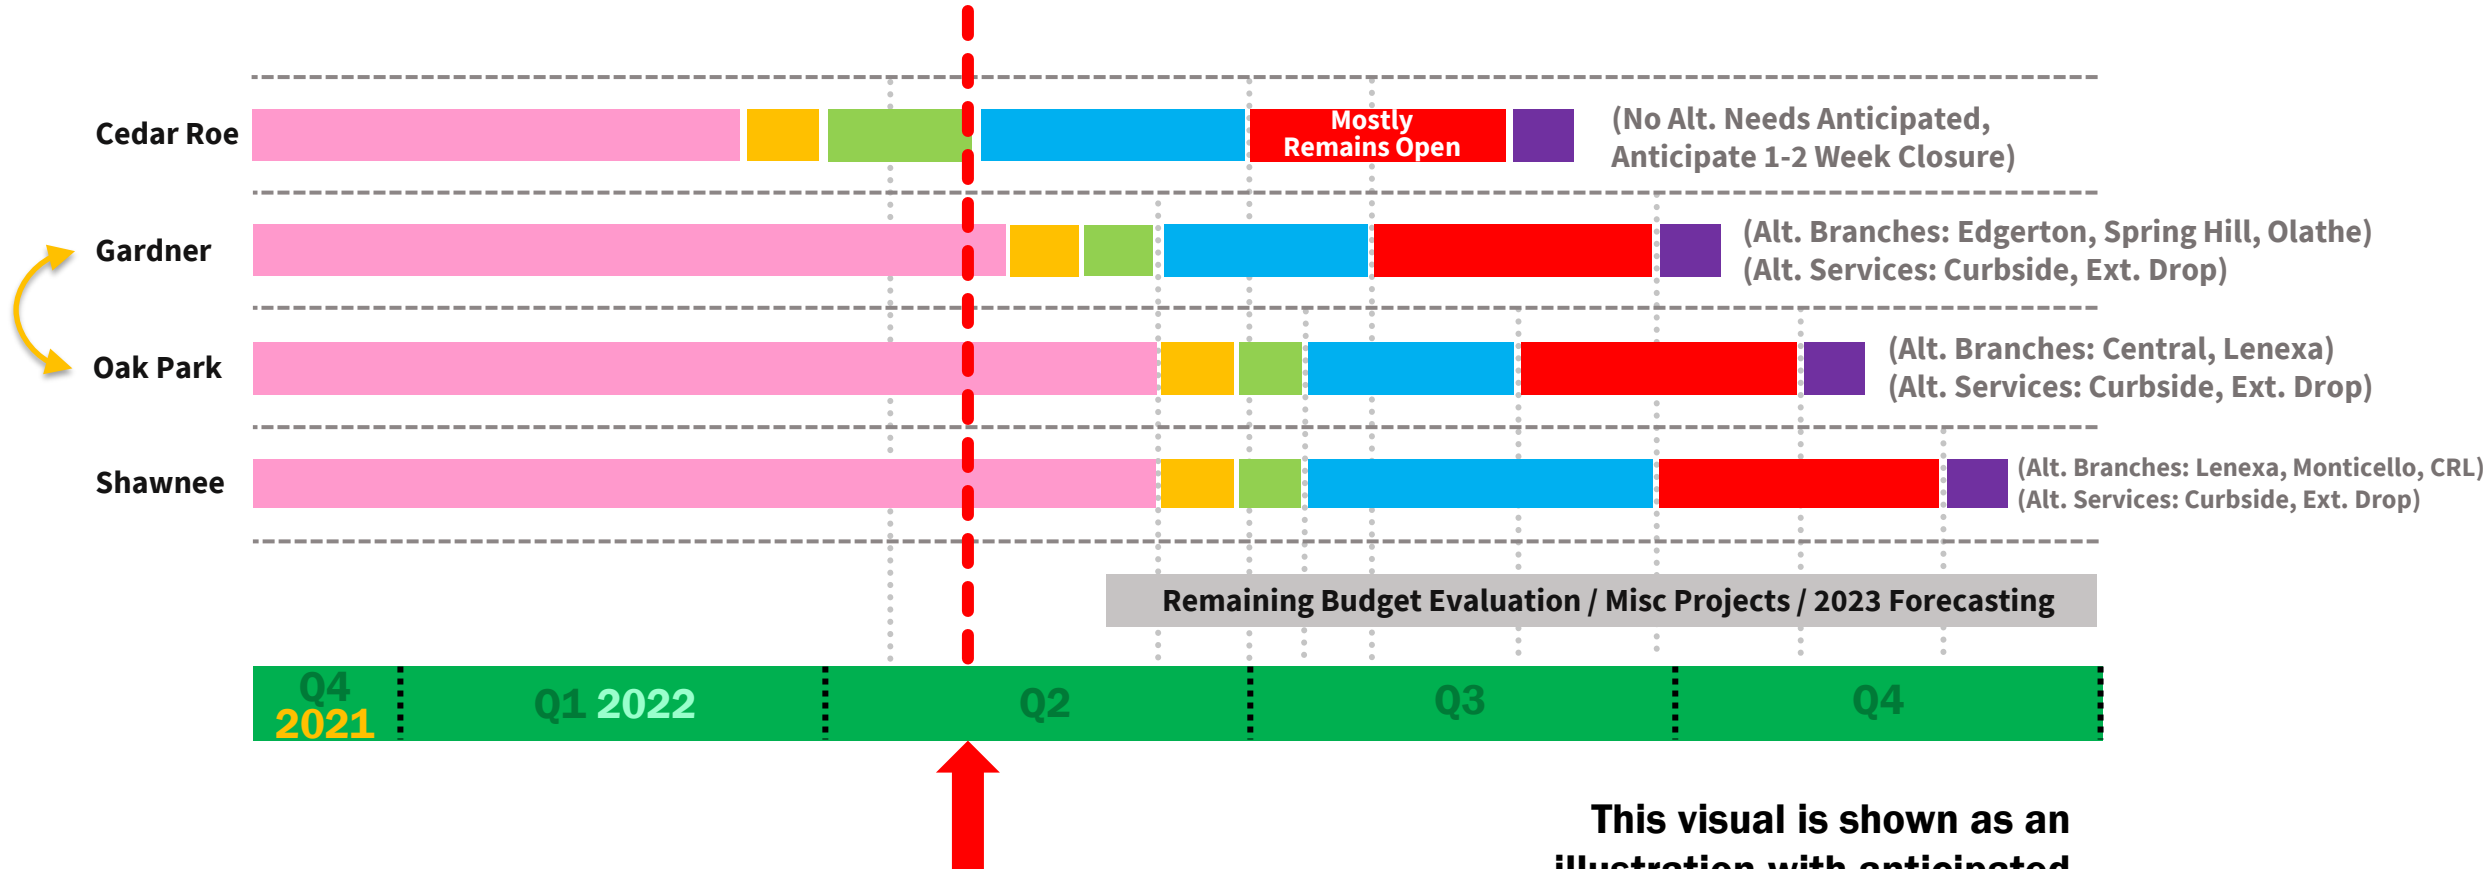 Cedar Roe
Mostly
Remains Open
(No Alt. Needs Anticipated,
Anticipate 1-2 Week Closure)
Gardner
(Alt. Branches: Edgerton, Spring Hill, Olathe)
(Alt. Services: Curbside, Ext. Drop)
Oak Park
(Alt. Branches: Central, Lenexa)
(Alt. Services: Curbside, Ext. Drop)
Shawnee
(Alt. Branches: Lenexa, Monticello, CRL)
(Alt. Services: Curbside, Ext. Drop)
Remaining Budget Evaluation / Misc Projects / 2023 Forecasting
Q4
2021
Q1 2022
Q2
Q3
Q4
This visual is shown as an
illustration with anticipated